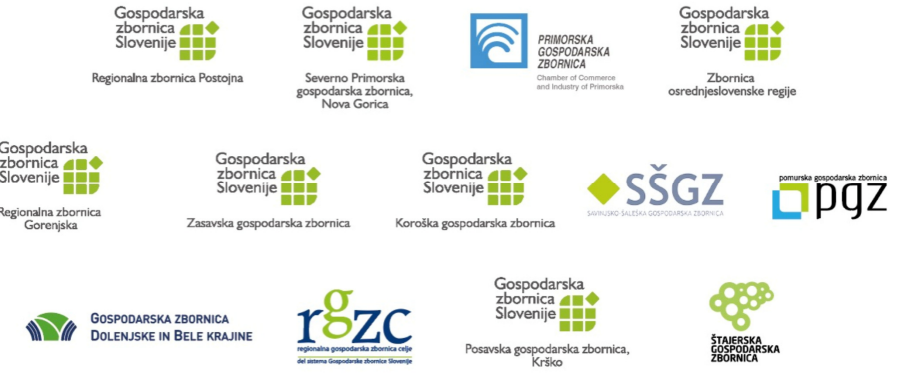 Gospodarska
zbornica
Slovenije
Regionalna zbornica Postojna
Gospodarska
zbornica
Slovenije
Severno Primorska
gospodarska zbornica,
Nova Gorica
PRIMORSKA
GOSPODARSKA
ZBORNICA
Chamber of Commerce
and Industry of Primorska
Gospodarska
zbornica
Slovenije
Zbornica
osrednjeslovenske regije
Gospodarska
zbornica
Slovenije
Regionalna zbornica
Gorenjska
Gospodarska
zbornica
Slovenije
Zasavska gospodarska zbornica
Gospodarska
zbornica
Slovenije
Koroška gospodarska zbornica
SŠGZ
SAVINJSKO-ŠALEŠKA GOSPODARSKA ZBORNICA
pomurska gospodarska zbornica
pgz
GOSPODARSKA ZBORNICA
DOLENJSKE IN BELE KRAJINE
rgzc
regionalna gospodarska zbornica celje
del sistema Gospodarske zbornice Slovenije
Gospodarska
zbornica
Slovenije
Posavska gospodarska zbornica,
Krško
ŠTAJERSKA
GOSPODARSKA
ZBORNICA